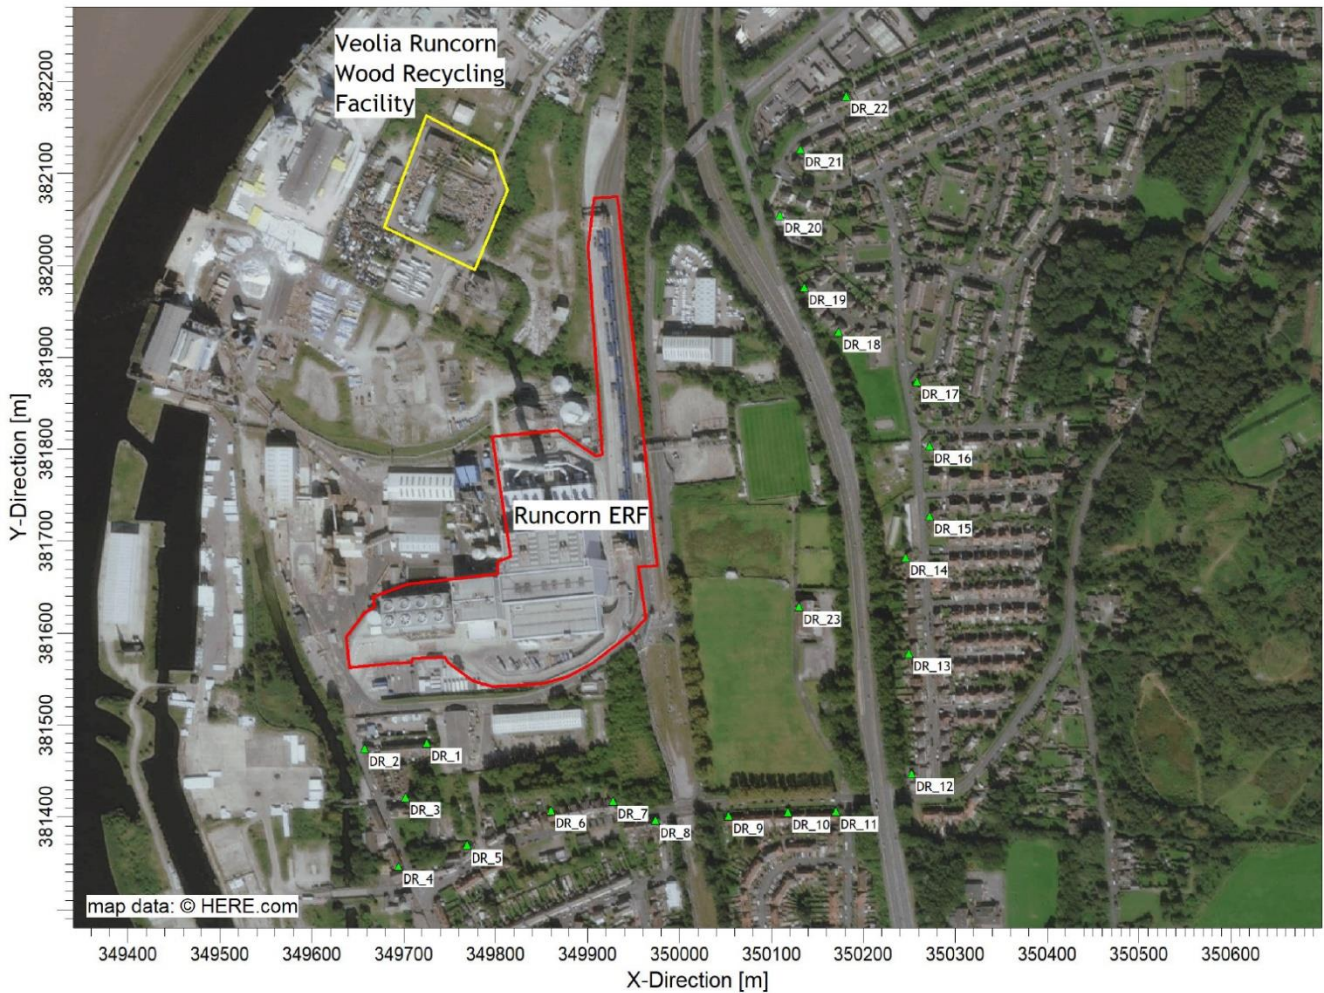 Veolia Runcorn
Wood Recycling
Facility
Runcorn ERF
DR_22
DR_21
DR_20
DR_19
DR_18
DR_17
DR_16
DR_15
DR_14
DR_23
DR_13
DR_12
DR_1
DR_2
DR_3
DR_4
DR_5
DR_6
DR_7
DR_8
DR_9
DR_10
DR_11
map data: © HERE.com
Y-Direction [m]
382200
382100
382000
381900
381800
381700
381600
381500
381400
349400 349500 349600 349700 349800 349900 350000 350100 350200 350300 350400 350500 350600
X-Direction [m]